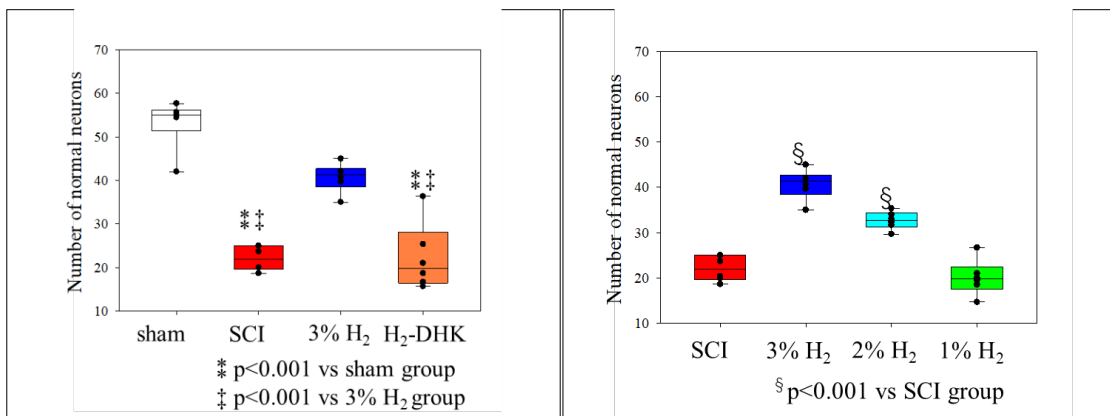 Number of normal neurons
70
60
50
40
30
20
10
⁑ ‡
⁑ ‡
sham SCI 3% H₂ H₂-DHK
⁑ p<0.001 vs sham group
‡ p<0.001 vs 3% H₂ group
Number of normal neurons
70
60
50
40
30
20
10
§
§
SCI 3% H₂ 2% H₂ 1% H₂
§ p<0.001 vs SCI group